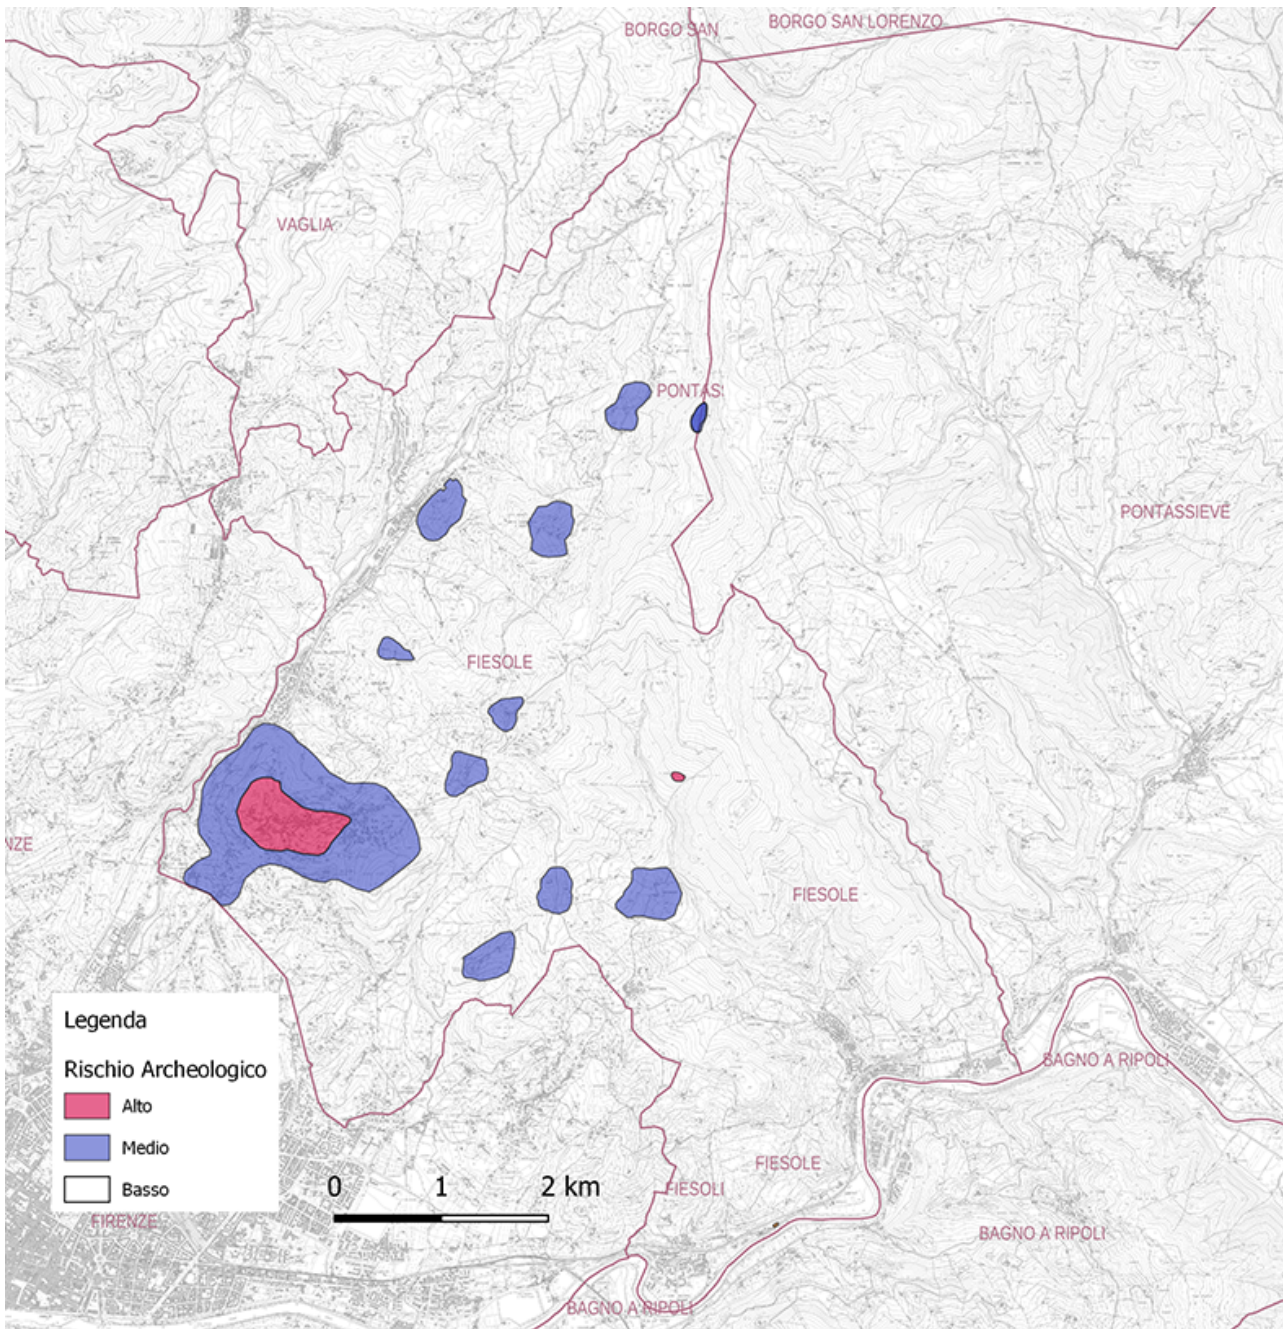 BORGO SAN
BORGO SAN LORENZO
VAGLIA
PONTAS
PONTASSIEVE
FIESOLE
NZE
FIESOLE
Legenda
Rischio Archeologico
Alto
Medio
Basso
BAGNO A RIPOLI
FIESOLE
0 1 2 km
FIESOLI
FIRENZE
BAGNO A RIPOLI
BAGNO A RIPOLI